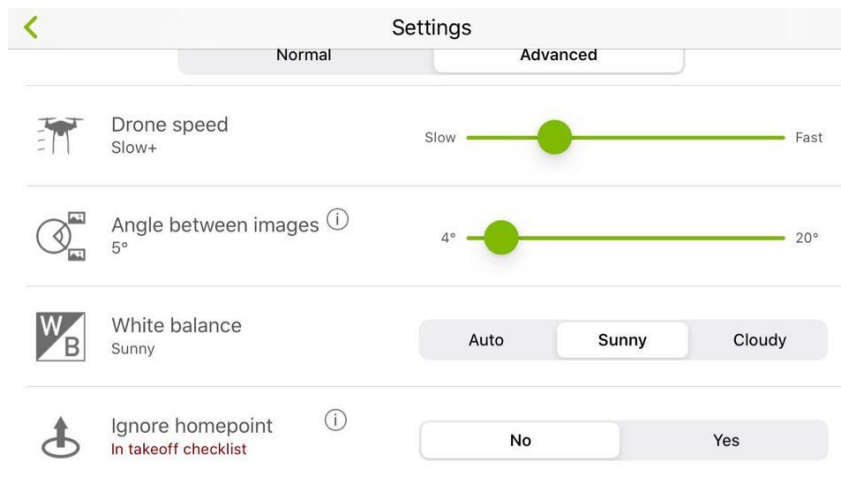 Settings
Normal Advanced
Drone speed
Slow+
Slow Fast
Angle between images i
5°
4° 20°
WB
White balance
Sunny
Auto Sunny Cloudy
Ignore homepoint i
In takeoff checklist
No Yes